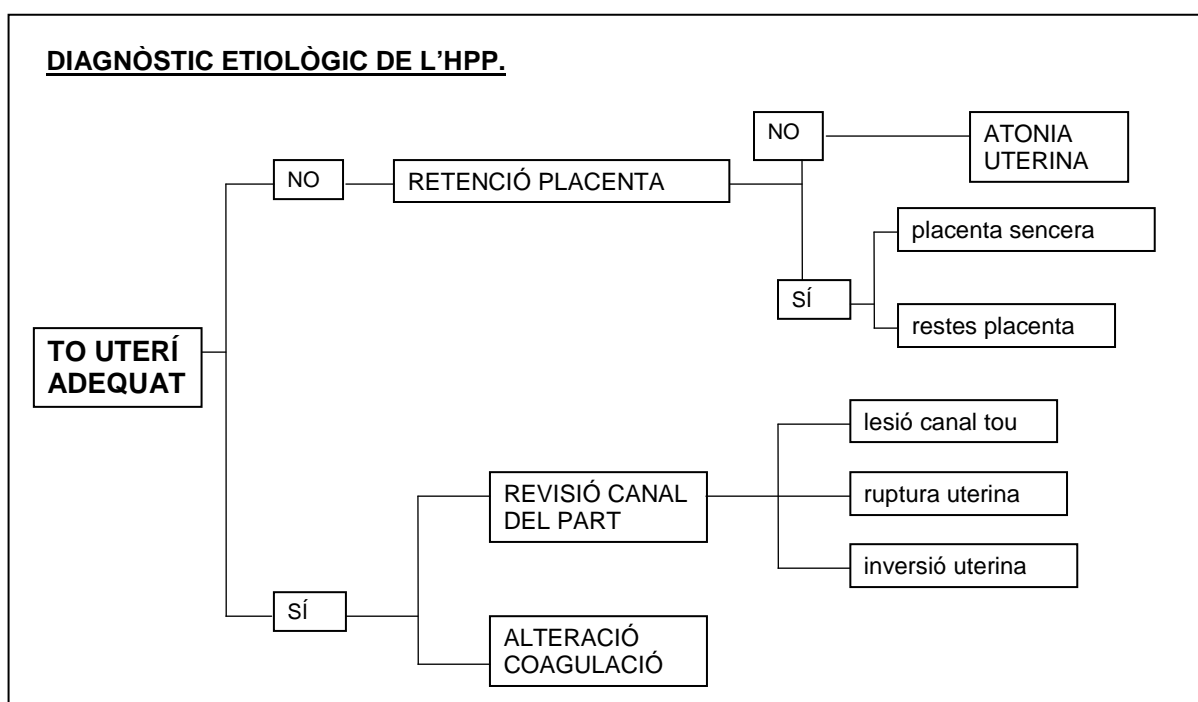 DIAGNÒSTIC ETIOLÒGIC DE L'HPP.
NO
ATONIA
UTERINA
NO
RETENCIÓ PLACENTA
placenta sencera
SÍ
restes placenta
TO UTERÍ
ADEQUAT
lesió canal tou
REVISIÓ CANAL
DEL PART
ruptura uterina
inversió uterina
SÍ
ALTERACIÓ
COAGULACIÓ